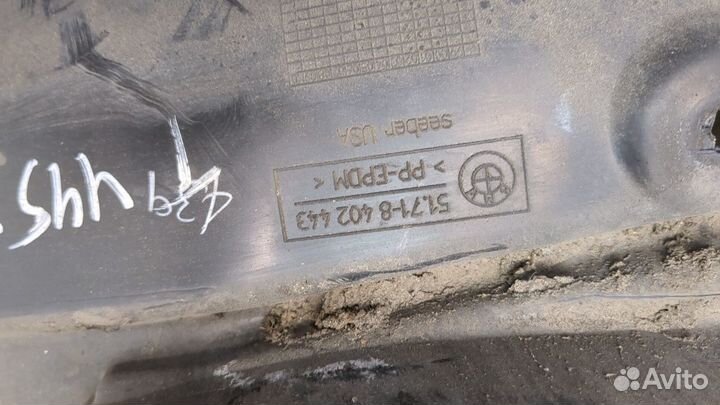 51.71-8 402 443
> PP-EPDM <
seeber USA
445
Avito